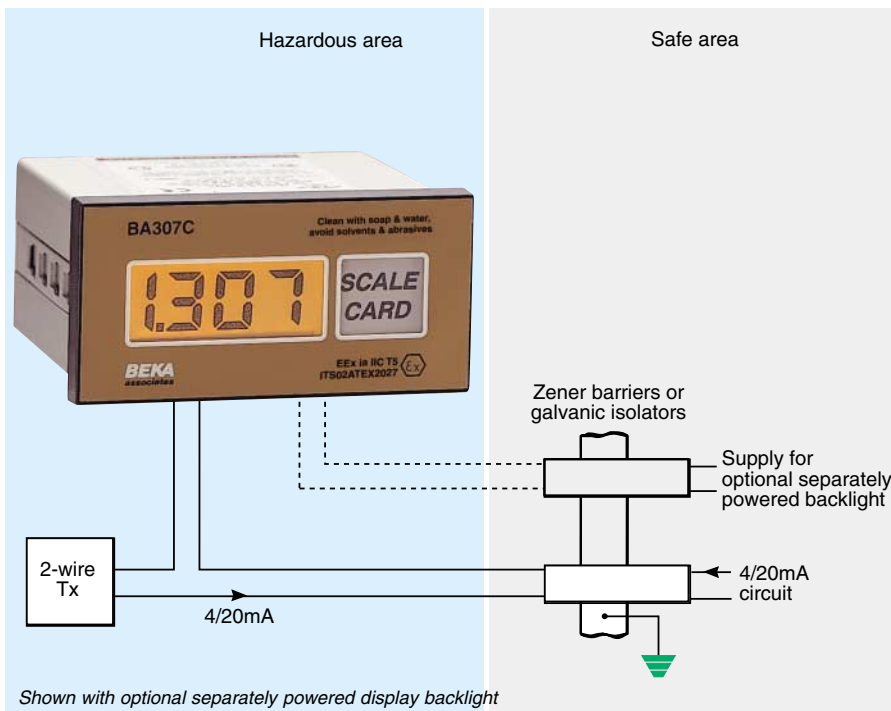 Hazardous area
Safe area
BA307C
Clean with soap & water,
avoid solvents & abrasives
1.307
SCALE
CARD
BEKA
associates
EEx ia IIC T5
ITS02ATEX2027
Ex
Zener barriers or
galvanic isolators
Supply for
optional separately
powered backlight
2-wire
Tx
4/20mA
4/20mA
circuit
Shown with optional separately powered display backlight